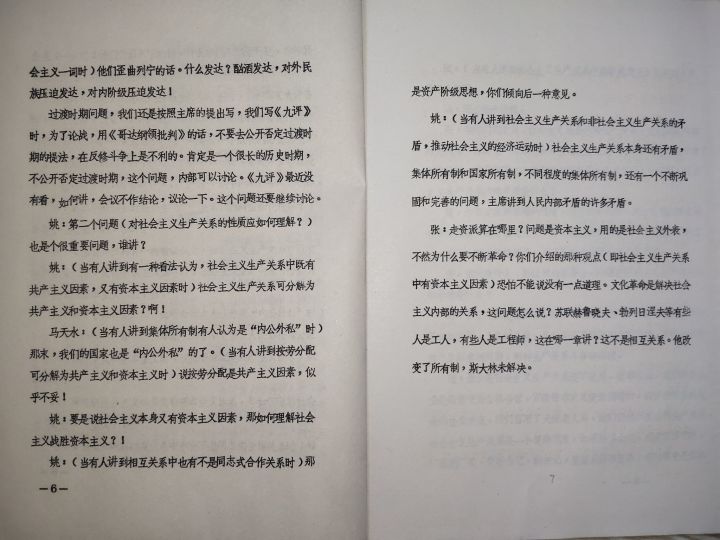 会主义一词时）他们歪曲列宁的话。什么发达？酗酒发达，对外民
族压迫发达，对内阶级压迫发达！
过渡时期问题，我们还是按照主席的提出写，我们写《九评》
时，为了论战，用《哥达纲领批判》的话，不要去公开否定过渡时
期的提法，在反修斗争上是不利的。肯定是一个很长的历史时期，
不公开否定过渡时期，这个问题，内部可以讨论。《九评》最近没
有看，如何讲，会议不作结论，议论一下。这个问题还要继续讨论。
姚：第二个问题（对社会主义生产关系的性质应如何理解？）
也是个很重要问题，谁讲？
姚：（当有人讲到有一种看法认为，社会主义生产关系中既有
共产主义因素，又有资本主义因素时）社会主义生产关系可分解为
共产主义和资本主义因素？啊！
马天水：（当有人讲到集体所有制有人认为是“内公外私”时）
那末，我们的国家也是“内公外私”的了。（当有人讲到按劳分配
可分解为共产主义和资本主义时）说按劳分配是共产主义因素，似
乎不妥！
姚：要是说社会主义本身又有资本主义因素，那如何理解社会
主义战胜资本主义？！
姚：（当有人讲到相互关系中也有不是同志式合作关系时）那
—6—
是资产阶级思想，你们倾向后一种意见。
姚：（当有人讲到社会主义生产关系和非社会主义生产关系的矛
盾，推动社会主义的经济运动时）社会主义生产关系本身还有矛盾，
集体所有制和国家所有制，不同程度的集体所有制，还有一个不断巩
固和完善的问题，主席讲到人民内部矛盾的许多矛盾。
张：走资派算在哪里？问题是资本主义，用的是社会主义外表，
不然为什么要不断革命？你们介绍的那种观点（即社会主义生产关系
中有资本主义因素）恐怕不能说没有一点道理。文化革命是解决社会
主义内部的关系，这问题怎么说？苏联赫鲁晓夫、勃列日涅夫等有些
人是工人，有些人是工程师，这在哪一章讲？这不是相互关系。他改
变了所有制，斯大林未解决。
7